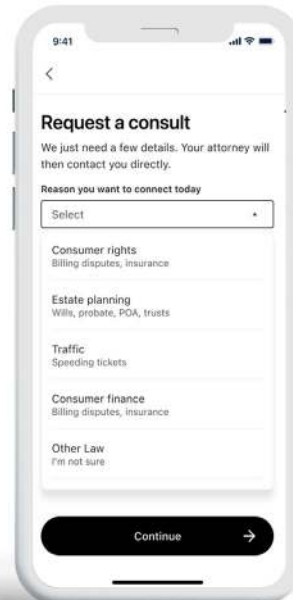 9:41
Request a consult
We just need a few details. Your attorney will
then contact you directly.
Reason you want to connect today
Select
Consumer rights
Billing disputes, insurance
Estate planning
Wills, probate, POA, trusts
Traffic
Speeding tickets
Consumer finance
Billing disputes, insurance
Other Law
I'm not sure
Continue